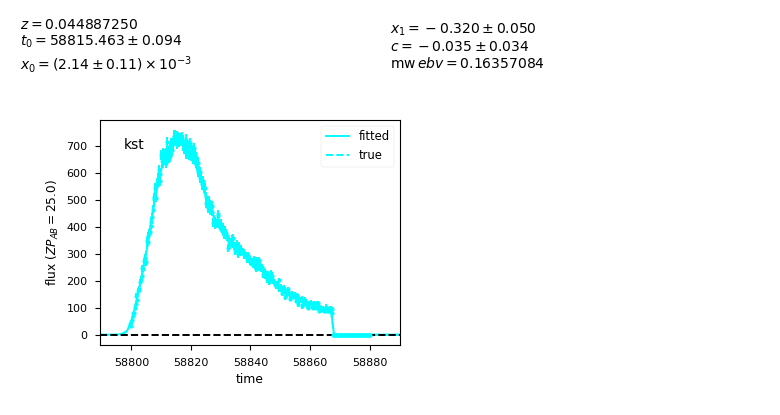 z = 0.044887250
t₀ = 58815.463 ± 0.094
x₀ = (2.14 ± 0.11) × 10⁻³
x₁ = −0.320 ± 0.050
c = −0.035 ± 0.034
mw ebv = 0.16357084
kst
fitted
true
flux (ZP_AB = 25.0)
700
600
500
400
300
200
100
0
58800 58820 58840 58860 58880
time